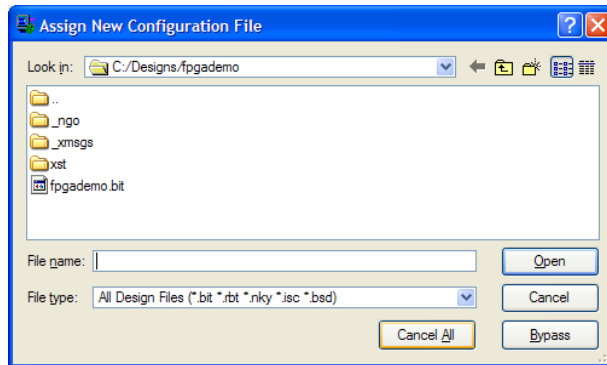 Assign New Configuration File
Look in: C:/Designs/fpgademo
..
_ngo
_xmsgs
xst
fpgademo.bit
File name: Open
File type: All Design Files (*.bit *.rbt *.nky *.isc *.bsd) Cancel
Cancel All Bypass